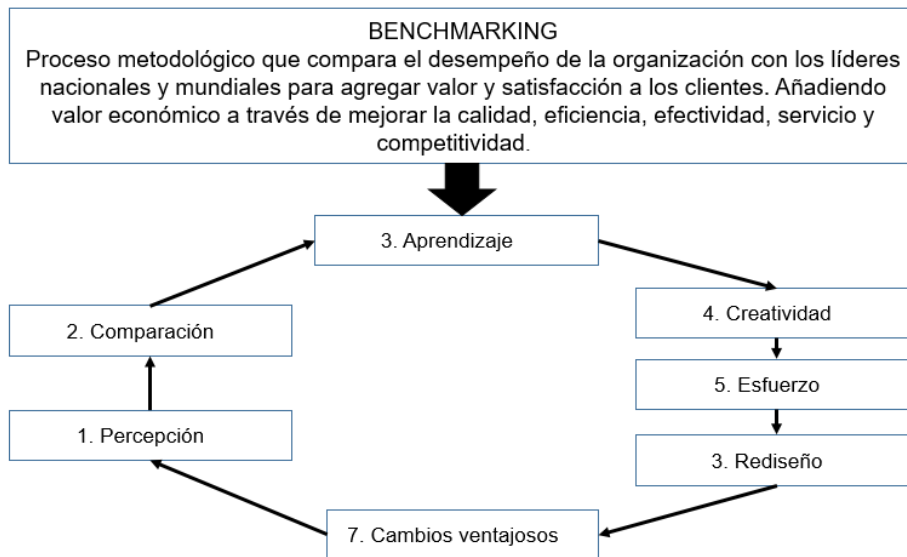 BENCHMARKING
Proceso metodológico que compara el desempeño de la organización con los líderes
nacionales y mundiales para agregar valor y satisfacción a los clientes. Añadiendo
valor económico a través de mejorar la calidad, eficiencia, efectividad, servicio y
competitividad.
3. Aprendizaje
2. Comparación
4. Creatividad
5. Esfuerzo
1. Percepción
3. Rediseño
7. Cambios ventajosos